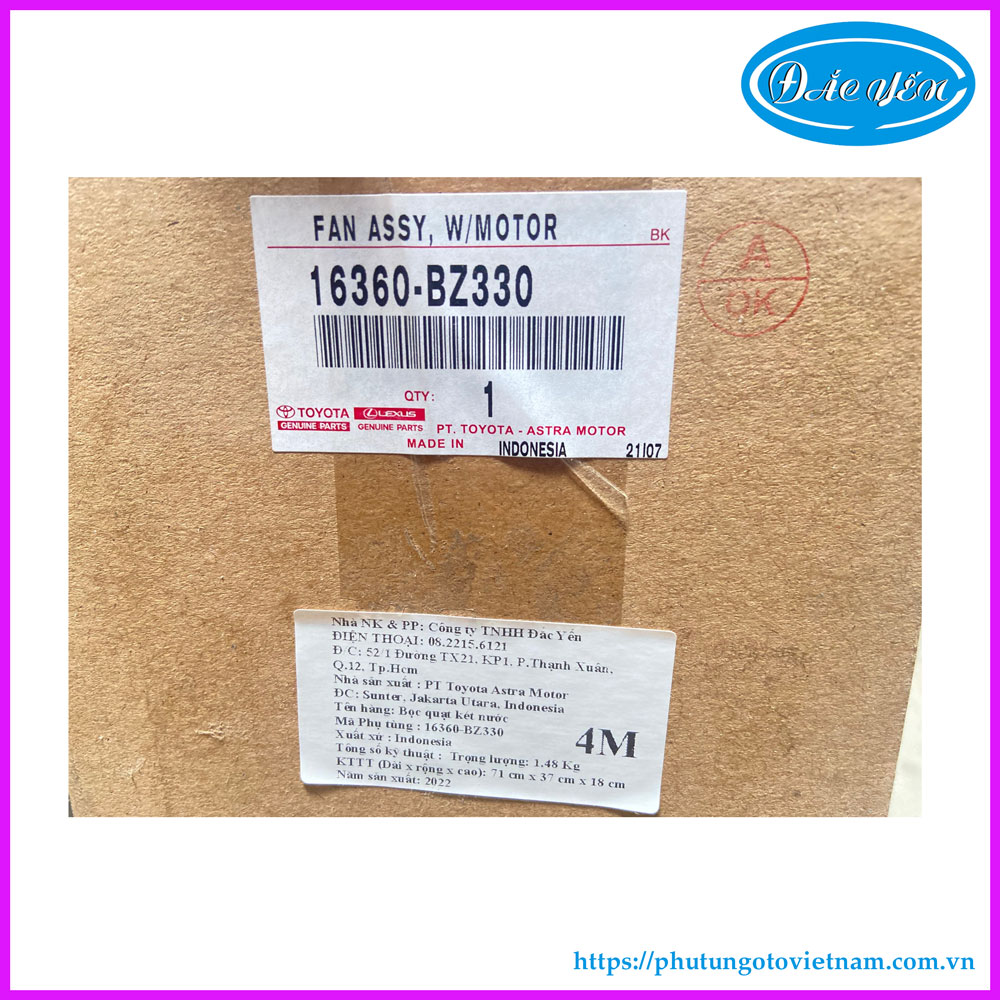 ĐẮC YẾN
FAN ASSY, W/MOTOR
BK
16360-BZ330
A
OK
QTY: 1
TOYOTA
GENUINE PARTS
LEXUS
GENUINE PARTS
PT. TOYOTA - ASTRA MOTOR
MADE IN INDONESIA 21I07
Nhà NK & PP: Công ty TNHH Đắc Yến
ĐIỆN THOẠI: 08.2215.6121
Đ/C: 52/1 Đường TX21, KP1, P.Thạnh Xuân,
Q.12, Tp.Hcm
Nhà sản xuất : PT Toyota Astra Motor
ĐC: Sunter, Jakarta Utara, Indonesia
Tên hàng: Bọc quạt két nước
Mã Phụ tùng : 16360-BZ330
Xuất xứ : Indonesia
Tổng số kỹ thuật : Trọng lượng: 1.48 Kg
KTTT (Dài x rộng x cao): 71 cm x 37 cm x 18 cm
Năm sản xuất: 2022
4M
https://phutungotovietnam.com.vn